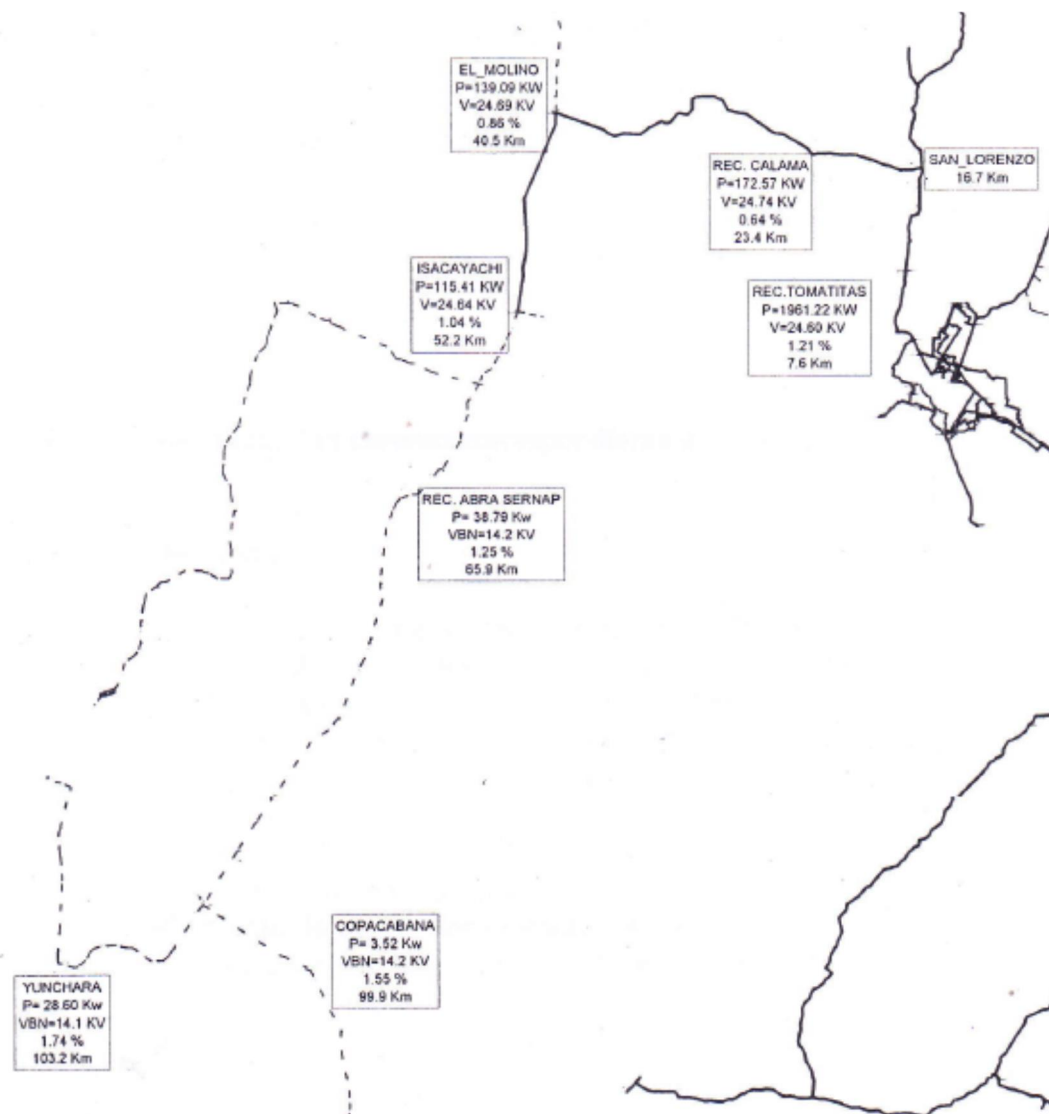 EL_MOLINO
P=139.09 KW
V=24.69 KV
0.86 %
40.5 Km
REC. CALAMA
P=172.57 KW
V=24.74 KV
0.64 %
23.4 Km
SAN_LORENZO
16.7 Km
ISACAYACHI
P=115.41 KW
V=24.64 KV
1.04 %
52.2 Km
REC.TOMATITAS
P=1961.22 KW
V=24.60 KV
1.21 %
7.6 Km
REC. ABRA SERNAP
P= 38.79 Kw
VBN=14.2 KV
1.25 %
65.9 Km
COPACABANA
P= 3.52 Kw
VBN=14.2 KV
1.55 %
99.9 Km
YUNCHARA
P= 28.60 Kw
VBN=14.1 KV
1.74 %
103.2 Km